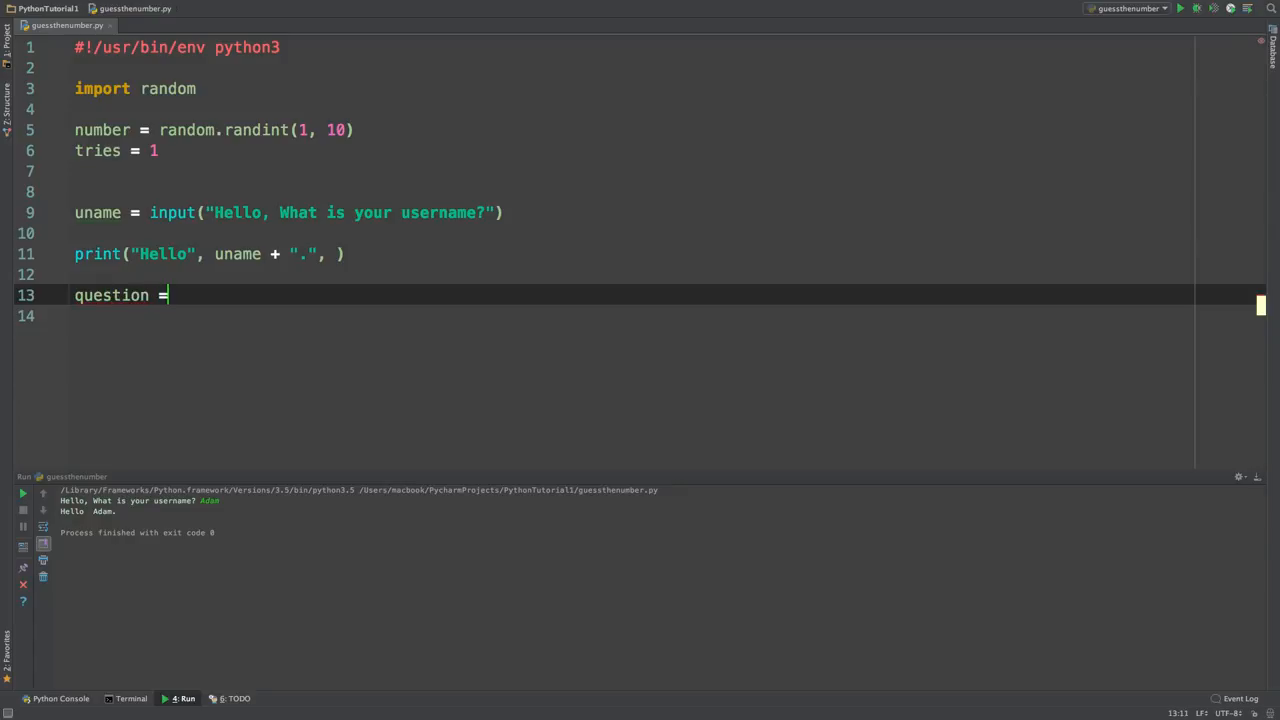 PythonTutorial1 guessthenumber.py guessthenumber
guessthenumber.py
1: Project
Z: Structure
Database
1 #!/usr/bin/env python3
2
3 import random
4
5 number = random.randint(1, 10)
6 tries = 1
7
8
9 uname = input("Hello, What is your username?")
10
11 print("Hello", uname + ".", )
12
13 question =
14
Run guessthenumber
/Library/Frameworks/Python.framework/Versions/3.5/bin/python3.5 /Users/macbook/PycharmProjects/PythonTutorial1/guessthenumber.py
Hello, What is your username? Adam
Hello  Adam.
Process finished with exit code 0
?
2: Favorites
Python Console Terminal 4: Run 6: TODO Event Log
13:11 LF÷ UTF-8÷